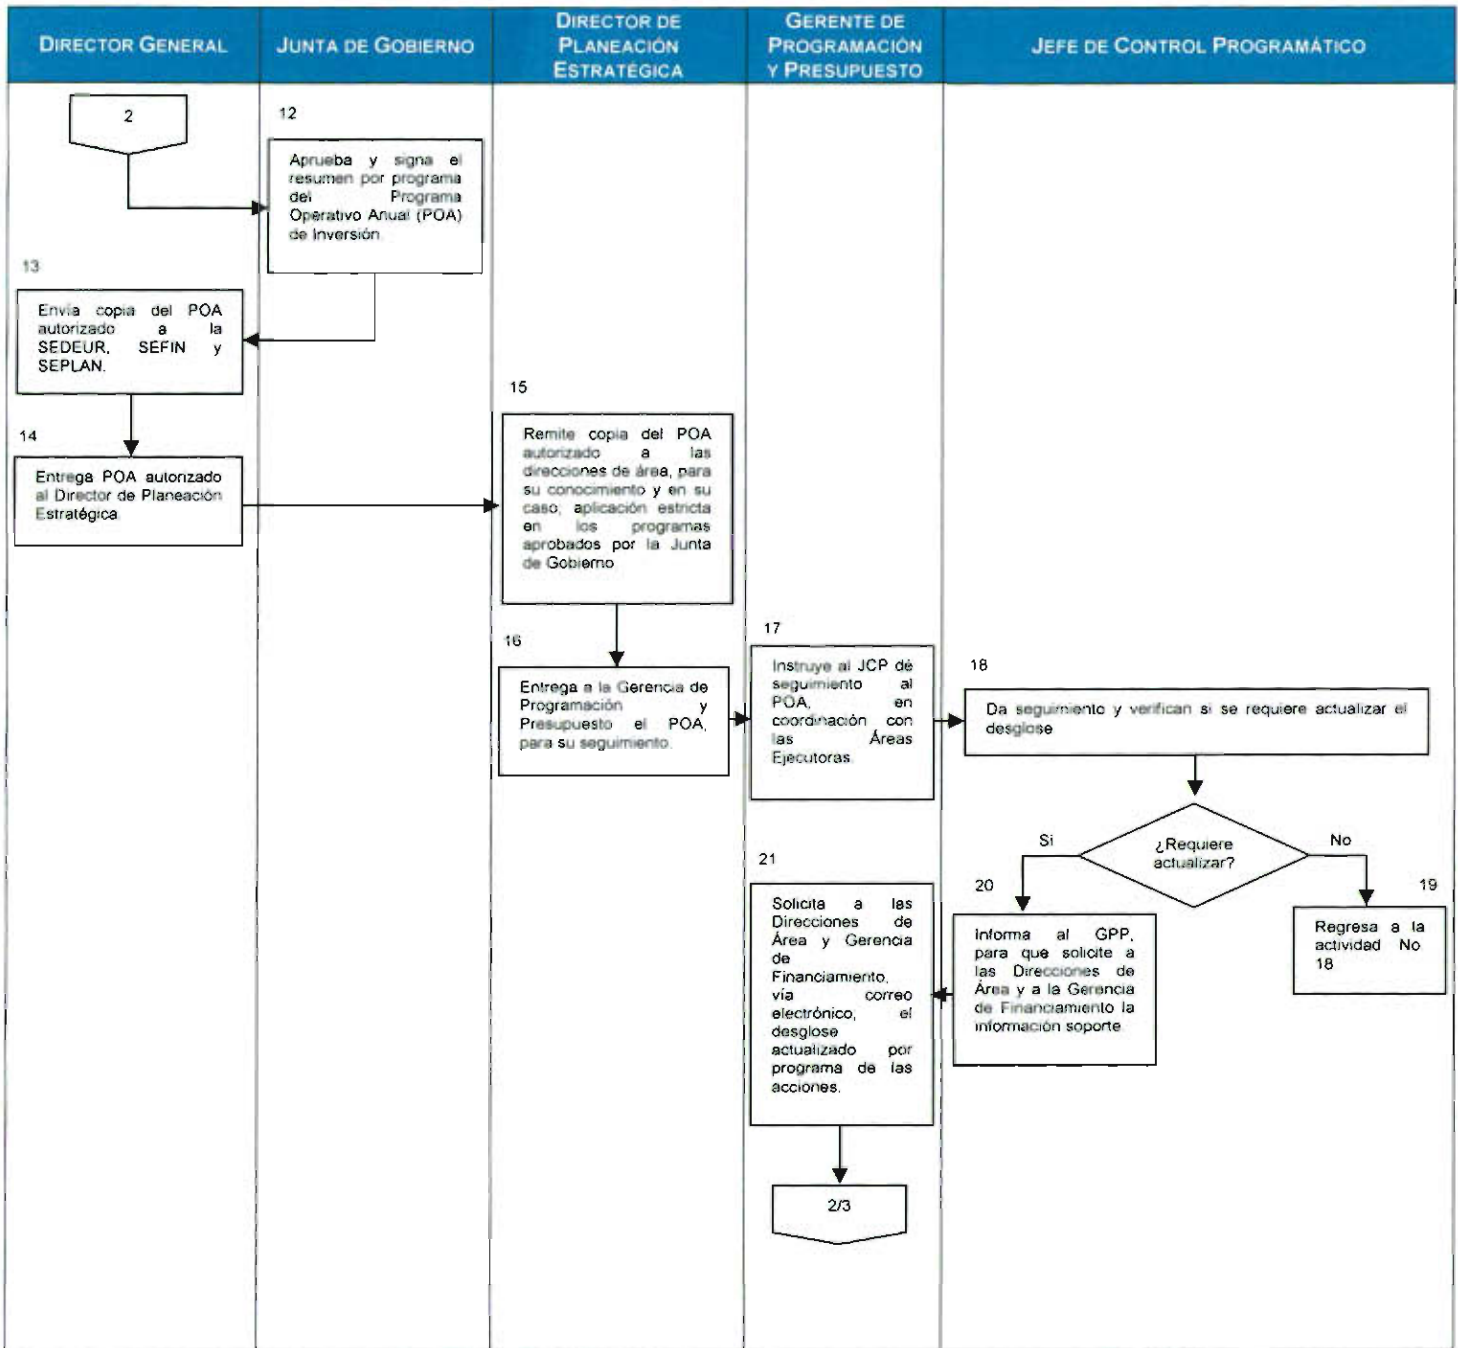 DIRECTOR GENERAL
JUNTA DE GOBIERNO
DIRECTOR DE
PLANEACIÓN
ESTRATÉGICA
GERENTE DE
PROGRAMACIÓN
Y PRESUPUESTO
JEFE DE CONTROL PROGRAMÁTICO
2
12
Aprueba y signa el
resumen por programa
del Programa
Operativo Anual (POA)
de Inversión
13
Envía copia del POA
autorizado a la
SEDEUR, SEFIN y
SEPLAN.
14
Entrega POA autorizado
al Director de Planeación
Estratégica
15
Remite copia del POA
autorizado a las
direcciones de área, para
su conocimiento y en su
caso, aplicación estricta
en los programas
aprobados por la Junta
de Gobierno
16
Entrega a la Gerencia de
Programación y
Presupuesto el POA,
para su seguimiento.
17
Instruye al JCP dé
seguimiento al
POA, en
coordinación con
las Áreas
Ejecutoras.
18
Da seguimiento y verifican si se requiere actualizar el
desglose
¿Requiere
actualizar?
Si
No
19
Regresa a la
actividad No
18
20
Informa al GPP,
para que solicite a
las Direcciones de
Área y a la Gerencia
de Financiamiento la
información soporte
21
Solicita a las
Direcciones de
Área y Gerencia
de
Financiamiento,
vía correo
electrónico, el
desglose
actualizado por
programa de las
acciones.
2/3